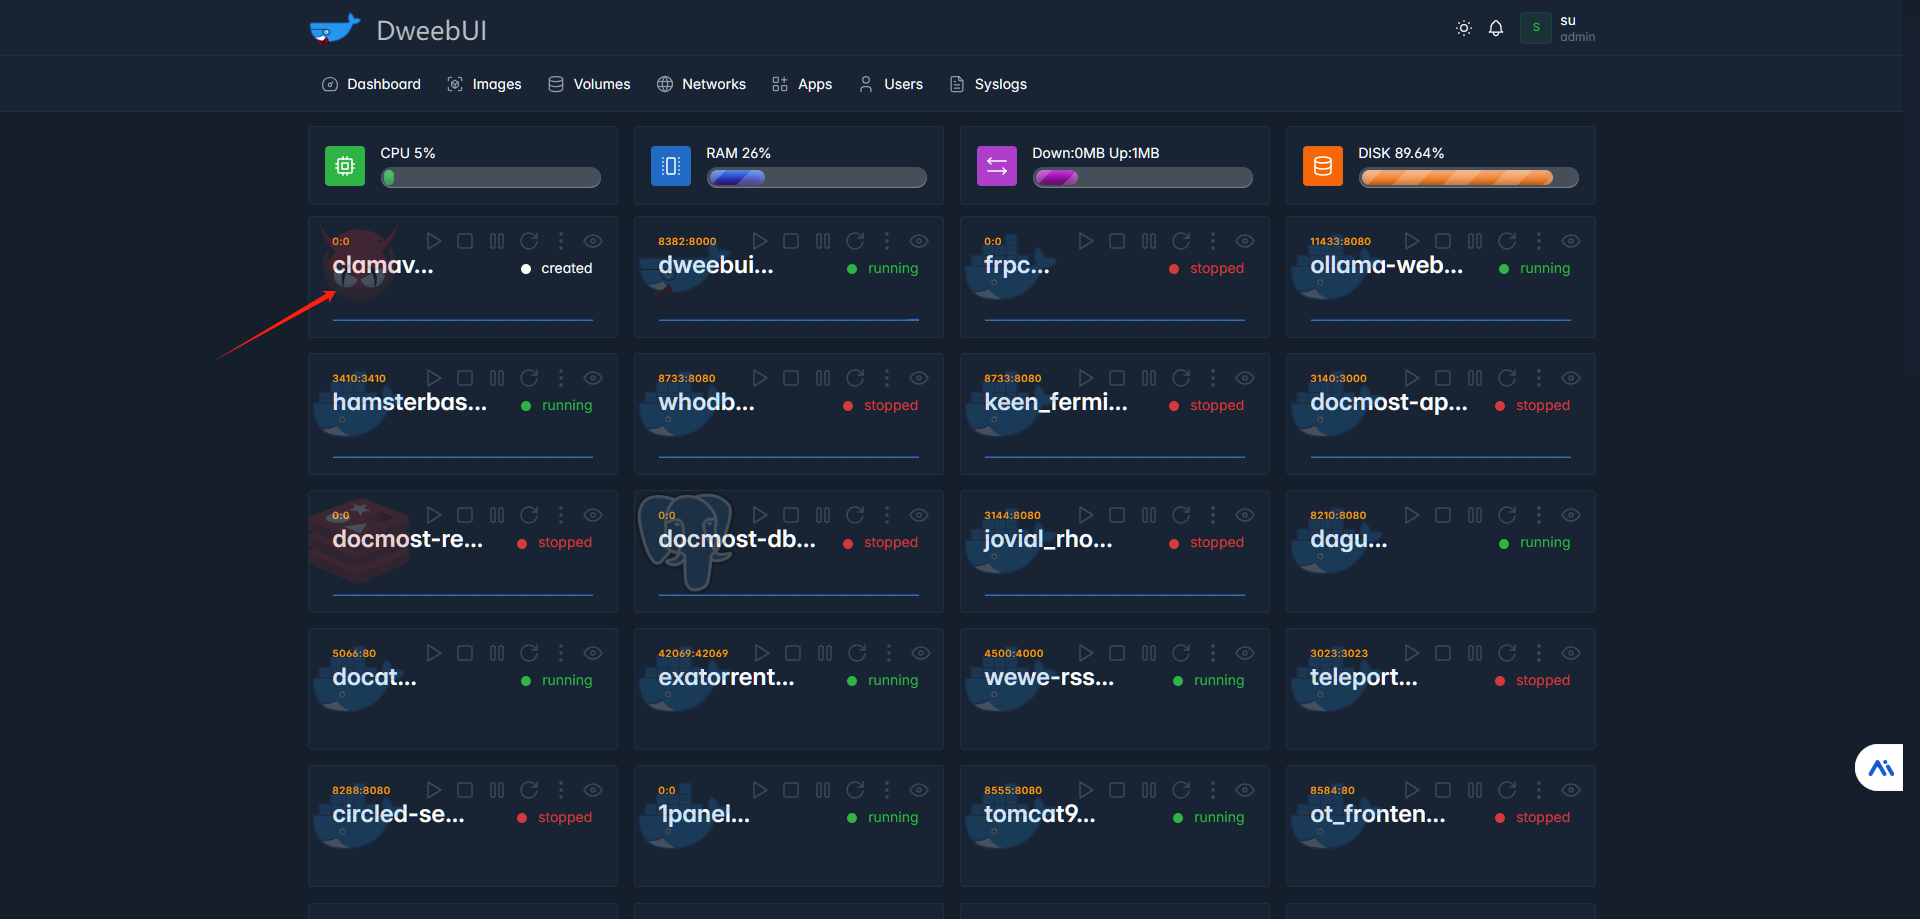 DweebUI
S
su
admin
Dashboard
Images
Volumes
Networks
Apps
Users
Syslogs
CPU 5%
RAM 26%
Down:0MB Up:1MB
DISK 89.64%
0:0
clamav...
created
8382:8000
dweebui...
running
0:0
frpc...
stopped
11433:8080
ollama-web...
running
3410:3410
hamsterbas...
running
8733:8080
whodb...
stopped
8733:8080
keen_fermi...
stopped
3140:3000
docmost-ap...
stopped
0:0
docmost-re...
stopped
0:0
docmost-db...
stopped
3144:8080
jovial_rho...
stopped
8210:8080
dagu...
running
5066:80
docat...
running
42069:42069
exatorrent...
running
4500:4000
wewe-rss...
running
3023:3023
teleport...
stopped
8288:8080
circled-se...
stopped
0:0
1panel...
running
8555:8080
tomcat9...
running
8584:80
ot_fronten...
stopped